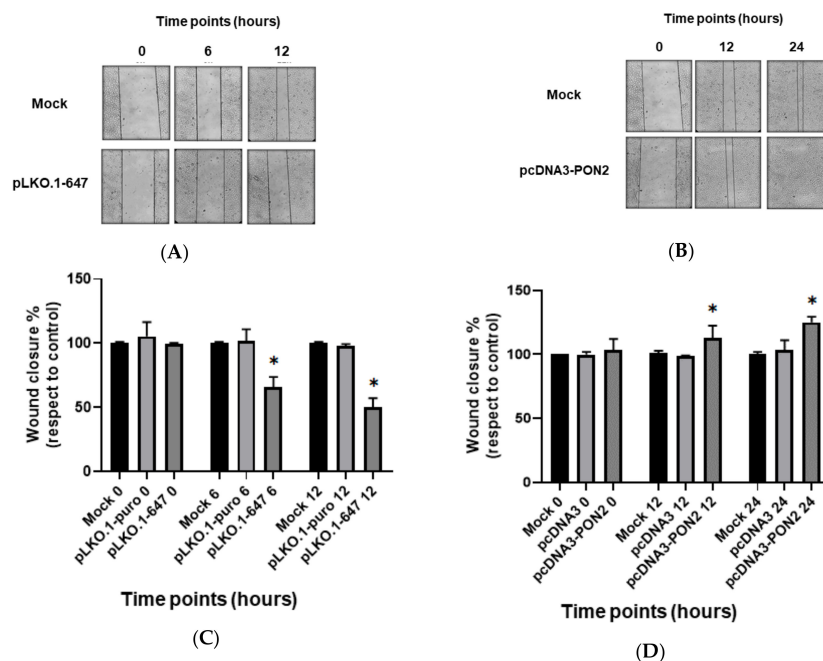 Time points (hours)
0 6 12
Mock
pLKO.1-647
(A)
Time points (hours)
0 12 24
Mock
pcDNA3-PON2
(B)
Wound closure %
(respect to control)
150
100
50
0
Mock 0
pLKO.1-puro 0
pLKO.1-647 0
Mock 6
pLKO.1-puro 6
pLKO.1-647 6
*
Mock 12
pLKO.1-puro 12
pLKO.1-647 12
*
Time points (hours)
(C)
Wound closure %
(respect to control)
150
100
50
0
Mock 0
pcDNA3 0
pcDNA3-PON2 0
Mock 12
pcDNA3 12
pcDNA3-PON2 12
*
Mock 24
pcDNA3 24
pcDNA3-PON2 24
*
Time points (hours)
(D)